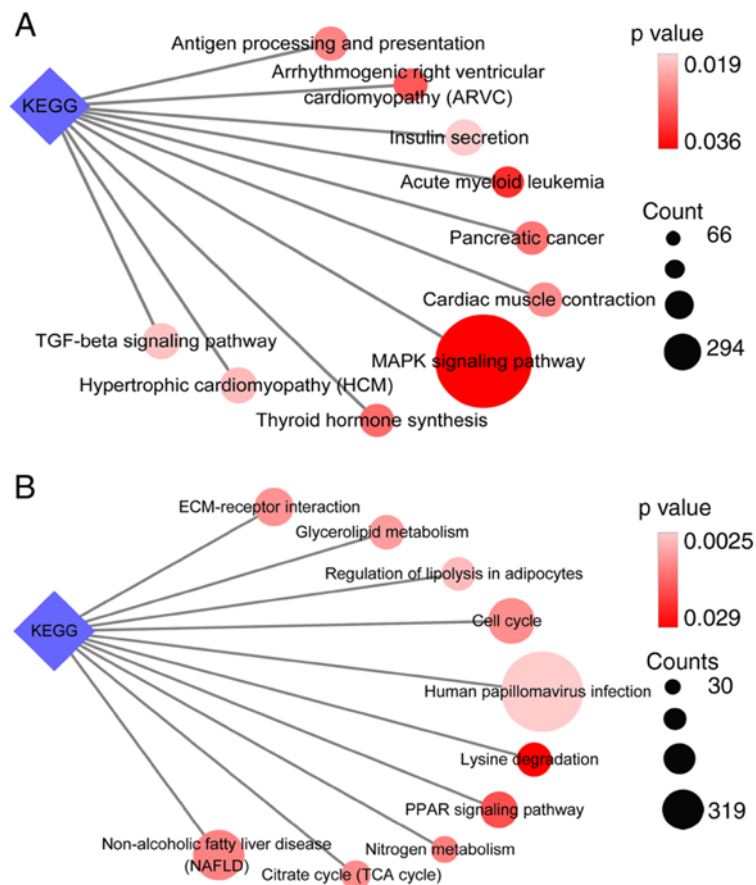 A
Antigen processing and presentation
Arrhythmogenic right ventricular
cardiomyopathy (ARVC)
KEGG
Insulin secretion
Acute myeloid leukemia
Pancreatic cancer
Cardiac muscle contraction
TGF-beta signaling pathway
MAPK signaling pathway
Hypertrophic cardiomyopathy (HCM)
Thyroid hormone synthesis
p value
0.019
0.036
Count
66
294
B
ECM-receptor interaction
Glycerolipid metabolism
Regulation of lipolysis in adipocytes
KEGG
Cell cycle
Human papillomavirus infection
Lysine degradation
PPAR signaling pathway
Non-alcoholic fatty liver disease
(NAFLD)
Nitrogen metabolism
Citrate cycle (TCA cycle)
p value
0.0025
0.029
Counts
30
319